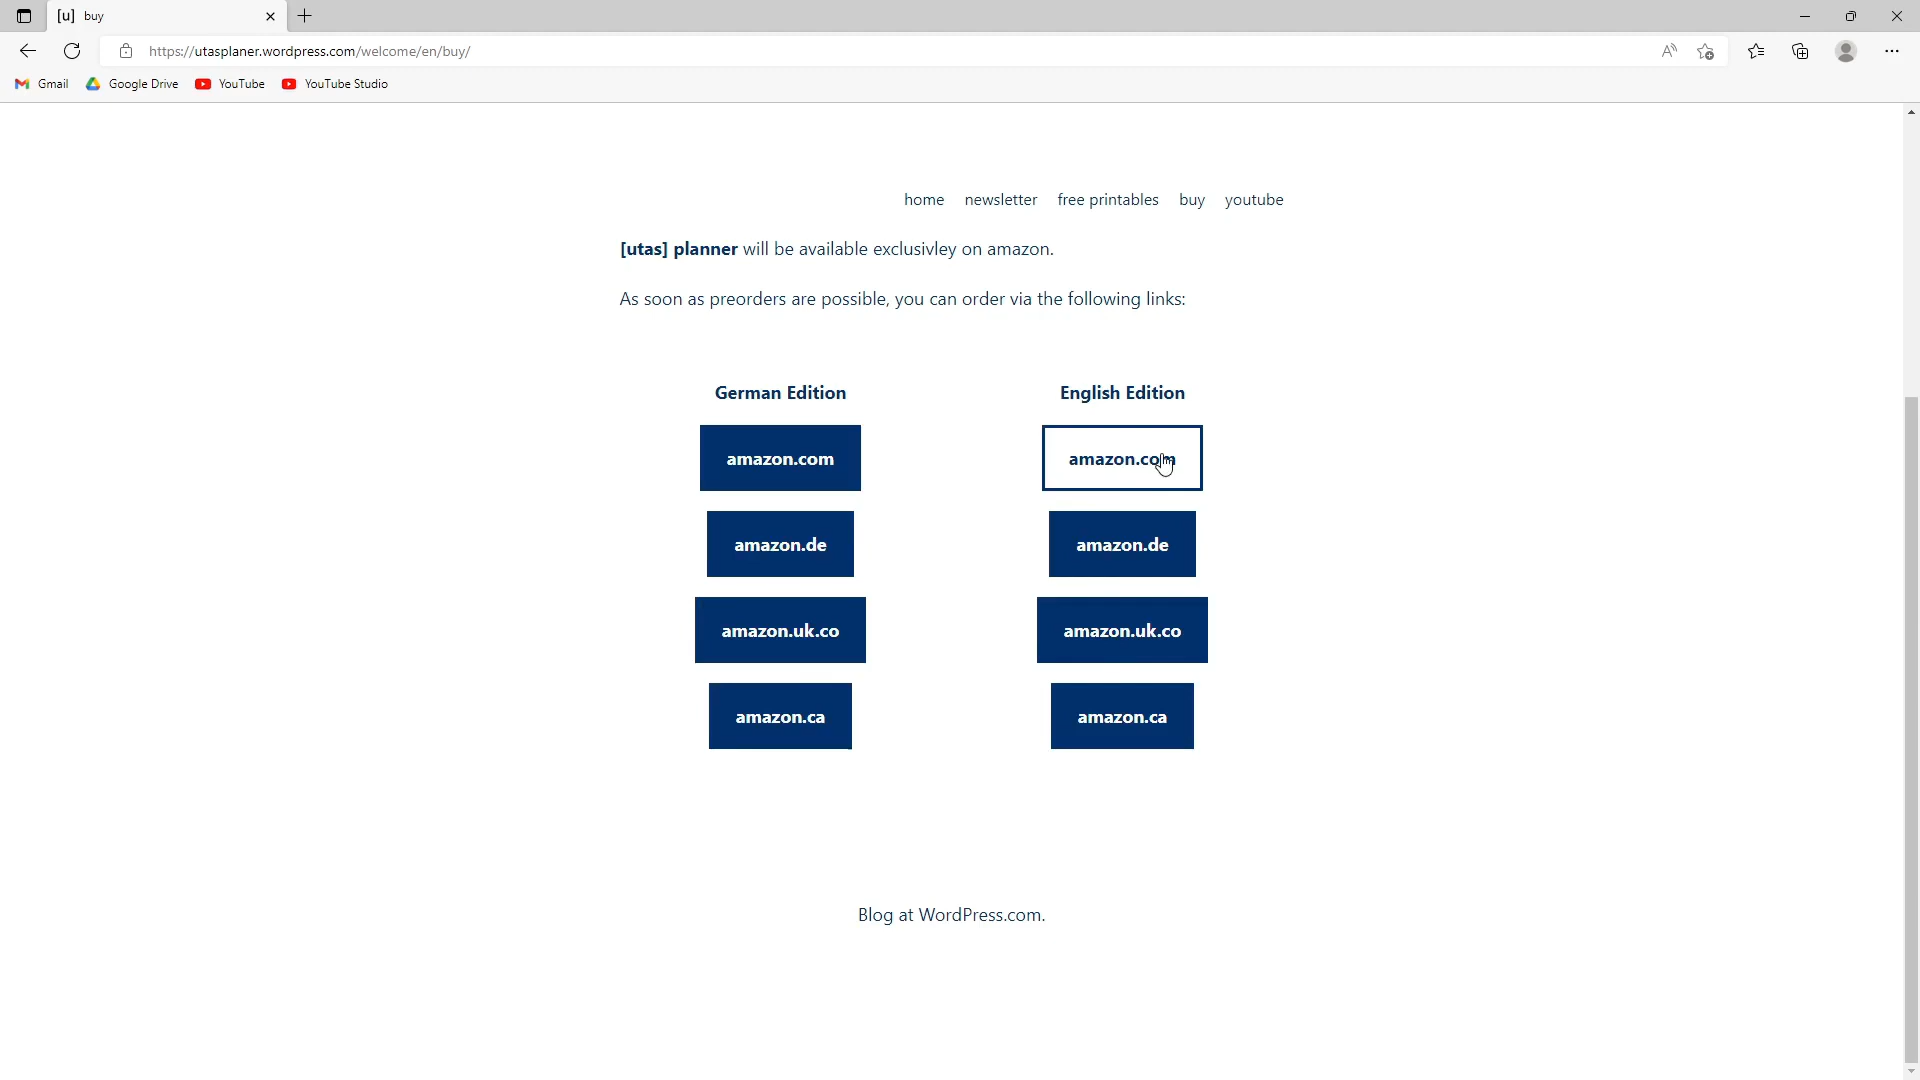 [u] buy
https://utasplaner.wordpress.com/welcome/en/buy/
Gmail Google Drive YouTube YouTube Studio
home newsletter free printables buy youtube
[utas] planner will be available exclusivley on amazon.
As soon as preorders are possible, you can order via the following links:
German Edition English Edition
amazon.com amazon.com
amazon.de amazon.de
amazon.uk.co amazon.uk.co
amazon.ca amazon.ca
Blog at WordPress.com.